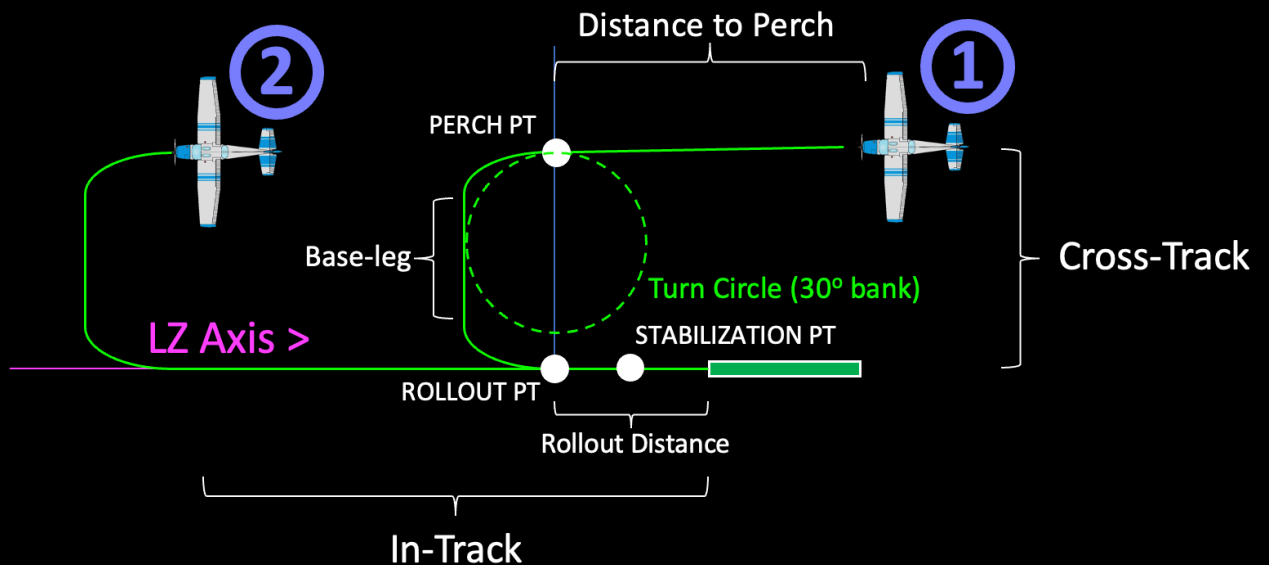 Distance to Perch
2
1
PERCH PT
Base-leg
Cross-Track
Turn Circle (30º bank)
LZ Axis >
STABILIZATION PT
ROLLOUT PT
Rollout Distance
In-Track